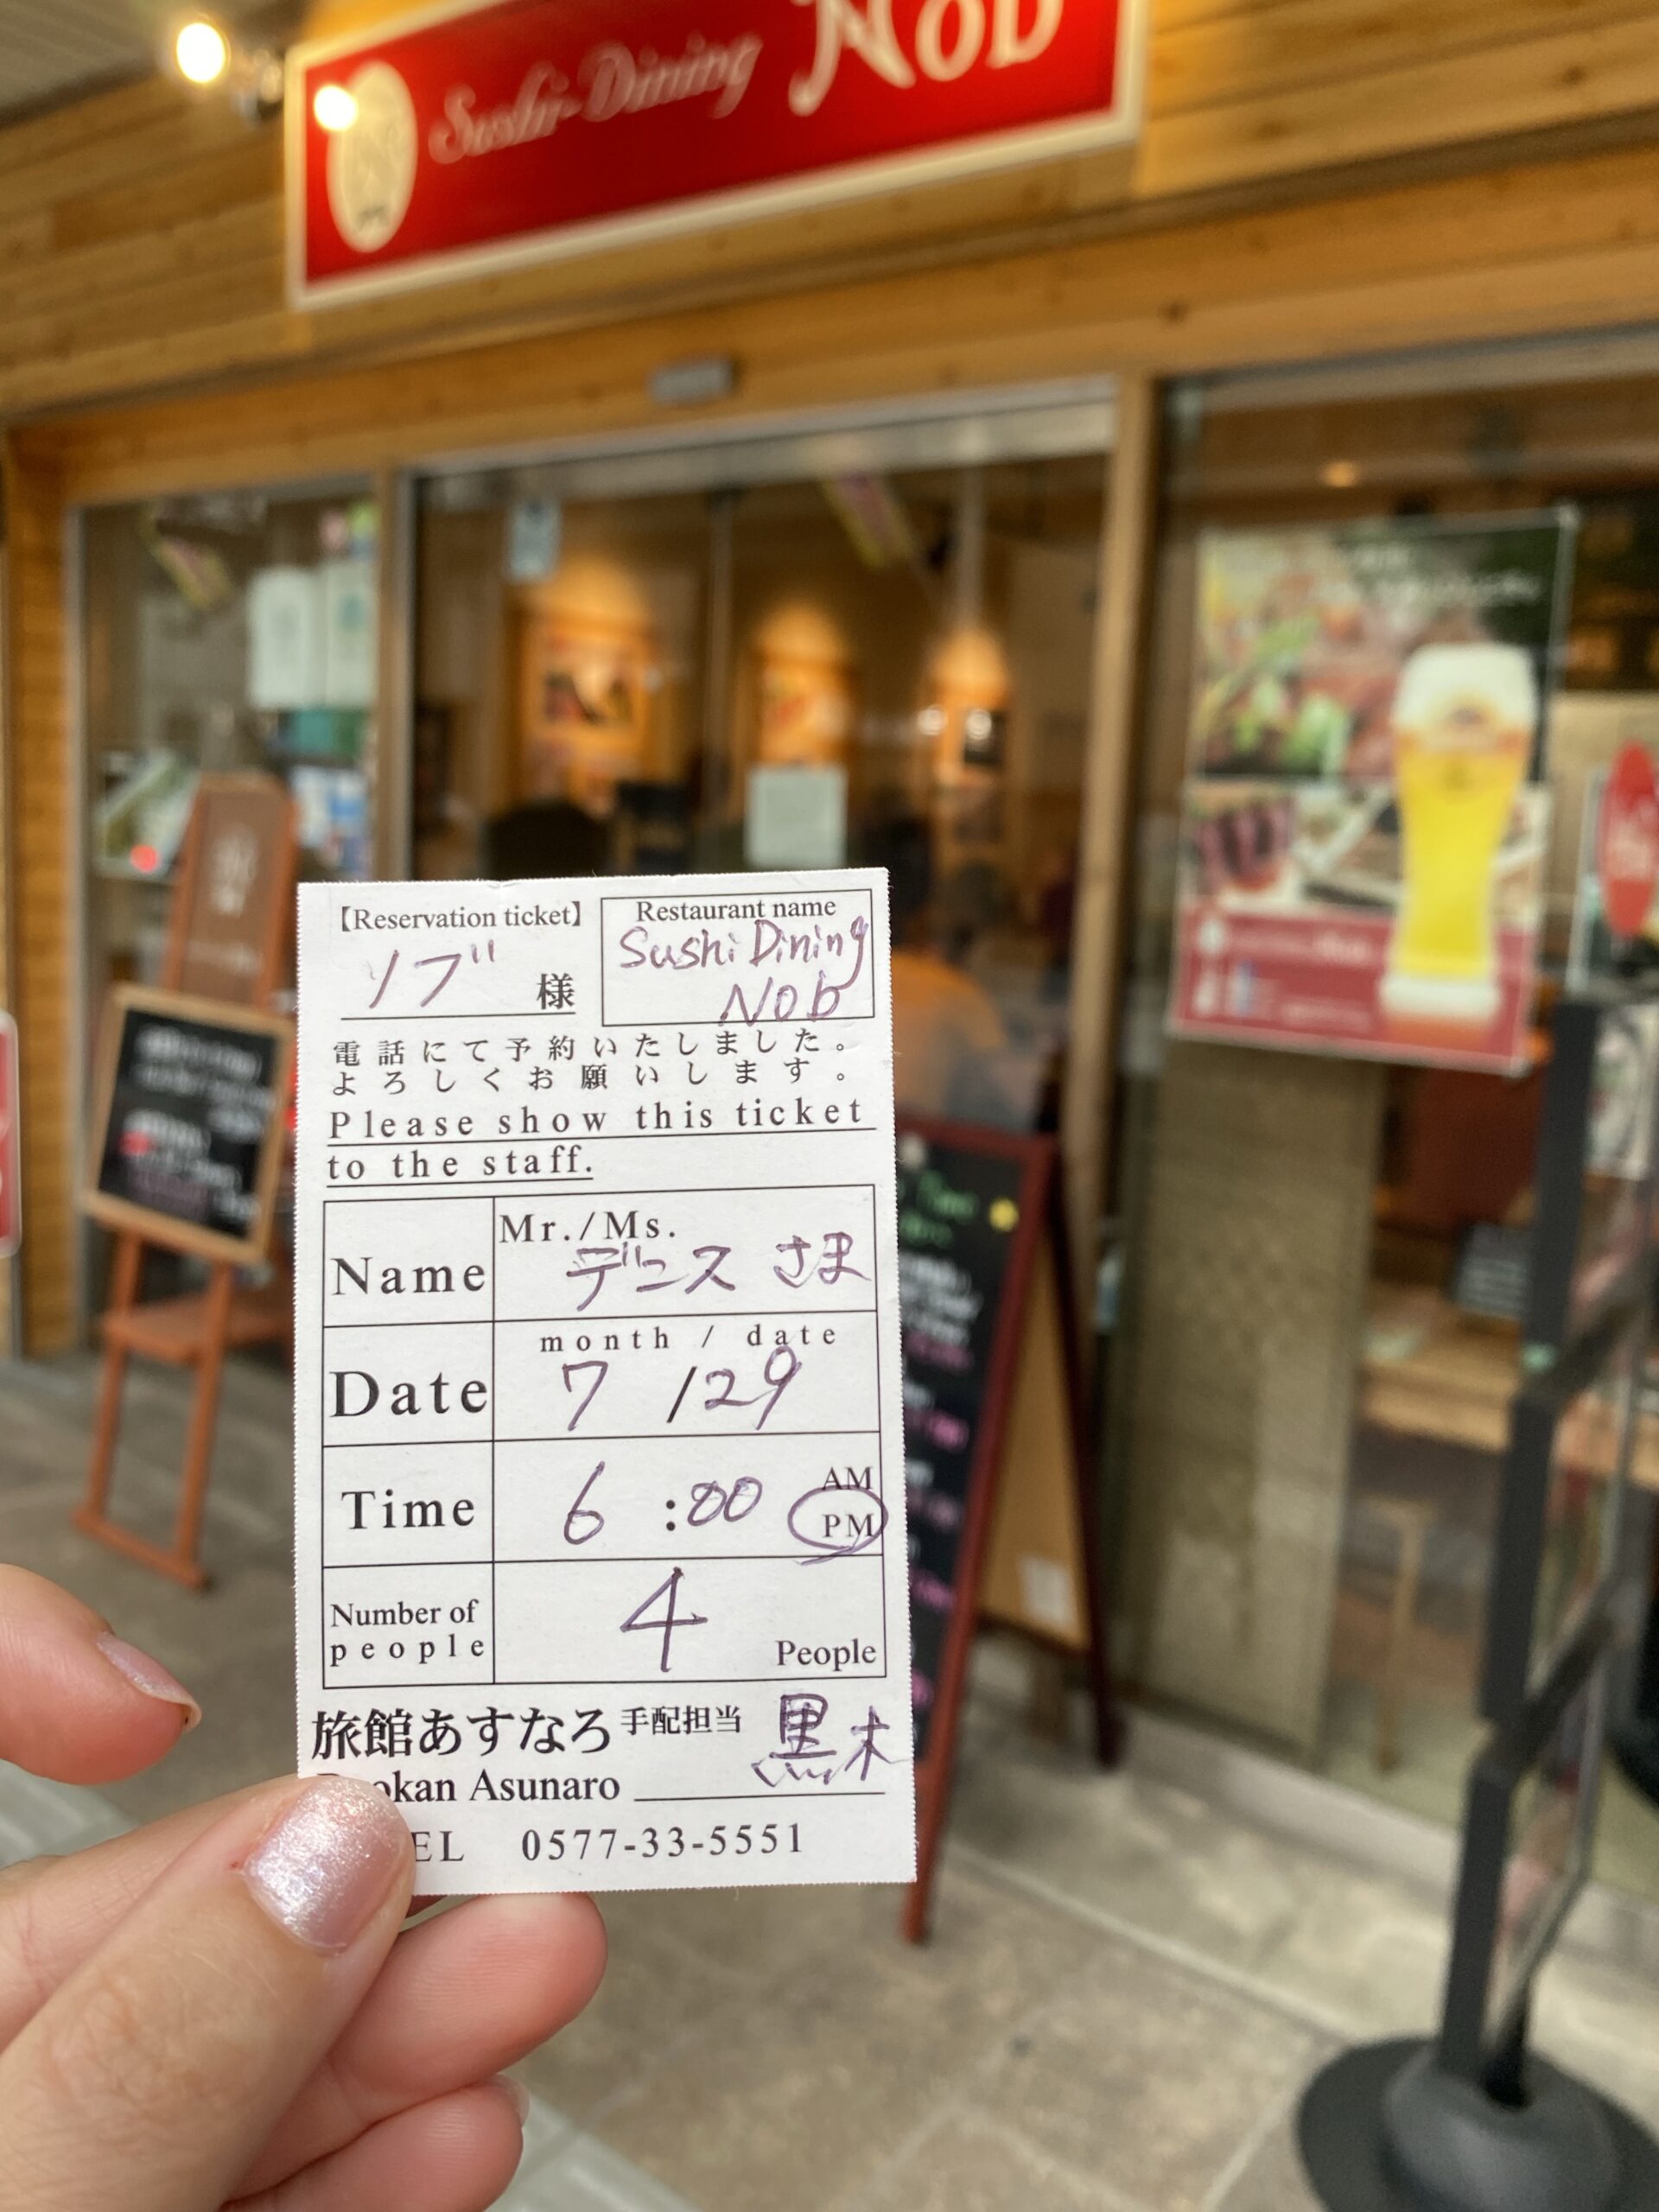 Sushi-Dining NOB
【Reservation ticket】
ノブ 様
Restaurant name
Sushi Dining
NOb
電話にて予約いたしました。
よろしくお願いします。
Please show this ticket
to the staff.
Name
Mr./Ms.
デニス さま
Date
month / date
7 /29
Time
6 :00
AM
PM
Number of
people
4
People
旅館あすなろ 手配担当 黒木
Asunaro
0577-33-5551